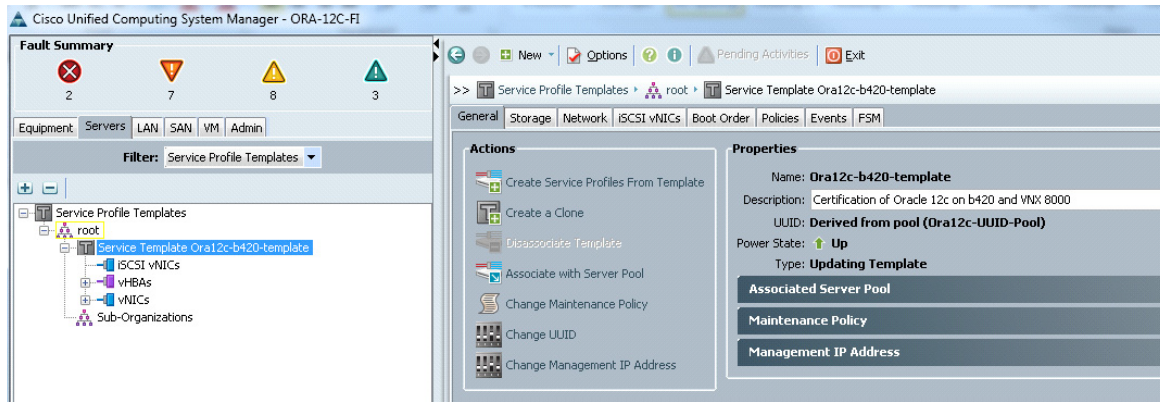 Cisco Unified Computing System Manager - ORA-12C-FI
Fault Summary
2 7 8 3
Equipment Servers LAN SAN VM Admin
Filter: Service Profile Templates
Service Profile Templates
root
Service Template Ora12c-b420-template
iSCSI vNICs
vHBAs
vNICs
Sub-Organizations
New Options Pending Activities Exit
>> Service Profile Templates root Service Template Ora12c-b420-template
General Storage Network iSCSI vNICs Boot Order Policies Events FSM
Actions
Create Service Profiles From Template
Create a Clone
Disassociate Template
Associate with Server Pool
Change Maintenance Policy
Change UUID
Change Management IP Address
Properties
Name: Ora12c-b420-template
Description: Certification of Oracle 12c on b420 and VNX 8000
UUID: Derived from pool (Ora12c-UUID-Pool)
Power State: Up
Type: Updating Template
Associated Server Pool
Maintenance Policy
Management IP Address